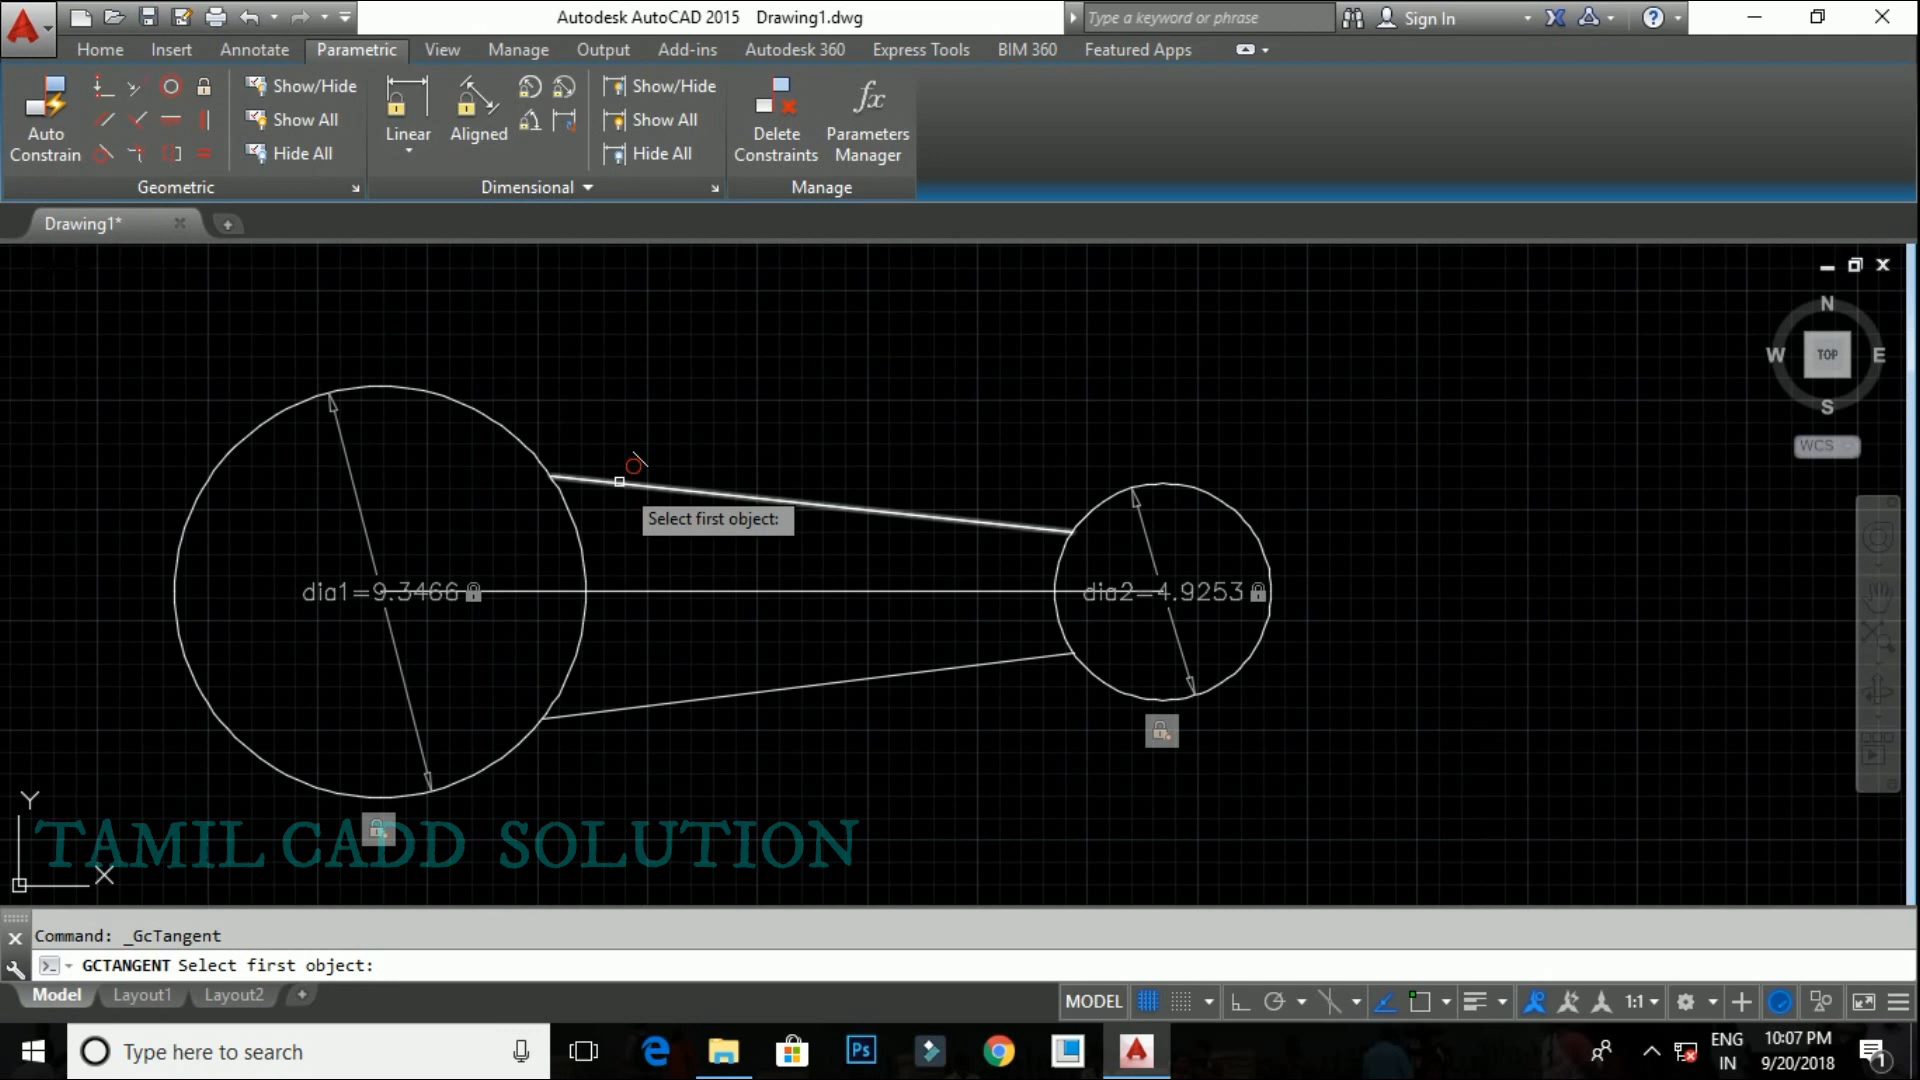 Autodesk AutoCAD 2015 Drawing1.dwg
Type a keyword or phrase
Sign In
Home Insert Annotate Parametric View Manage Output Add-ins Autodesk 360 Express Tools BIM 360 Featured Apps
Auto
Constrain
Show/Hide
Show All
Hide All
Geometric
Linear
Aligned
Show/Hide
Show All
Hide All
Dimensional
Delete
Constraints
fx
Parameters
Manager
Manage
Drawing1*
N
W TOP E
S
WCS
Select first object:
dia1=9.3466
dia2=4.9253
Y
X
TAMIL CADD SOLUTION
Command: _GcTangent
GCTANGENT Select first object:
Model Layout1 Layout2
MODEL
1:1
Type here to search
Ps
ENG
IN
10:07 PM
9/20/2018
1